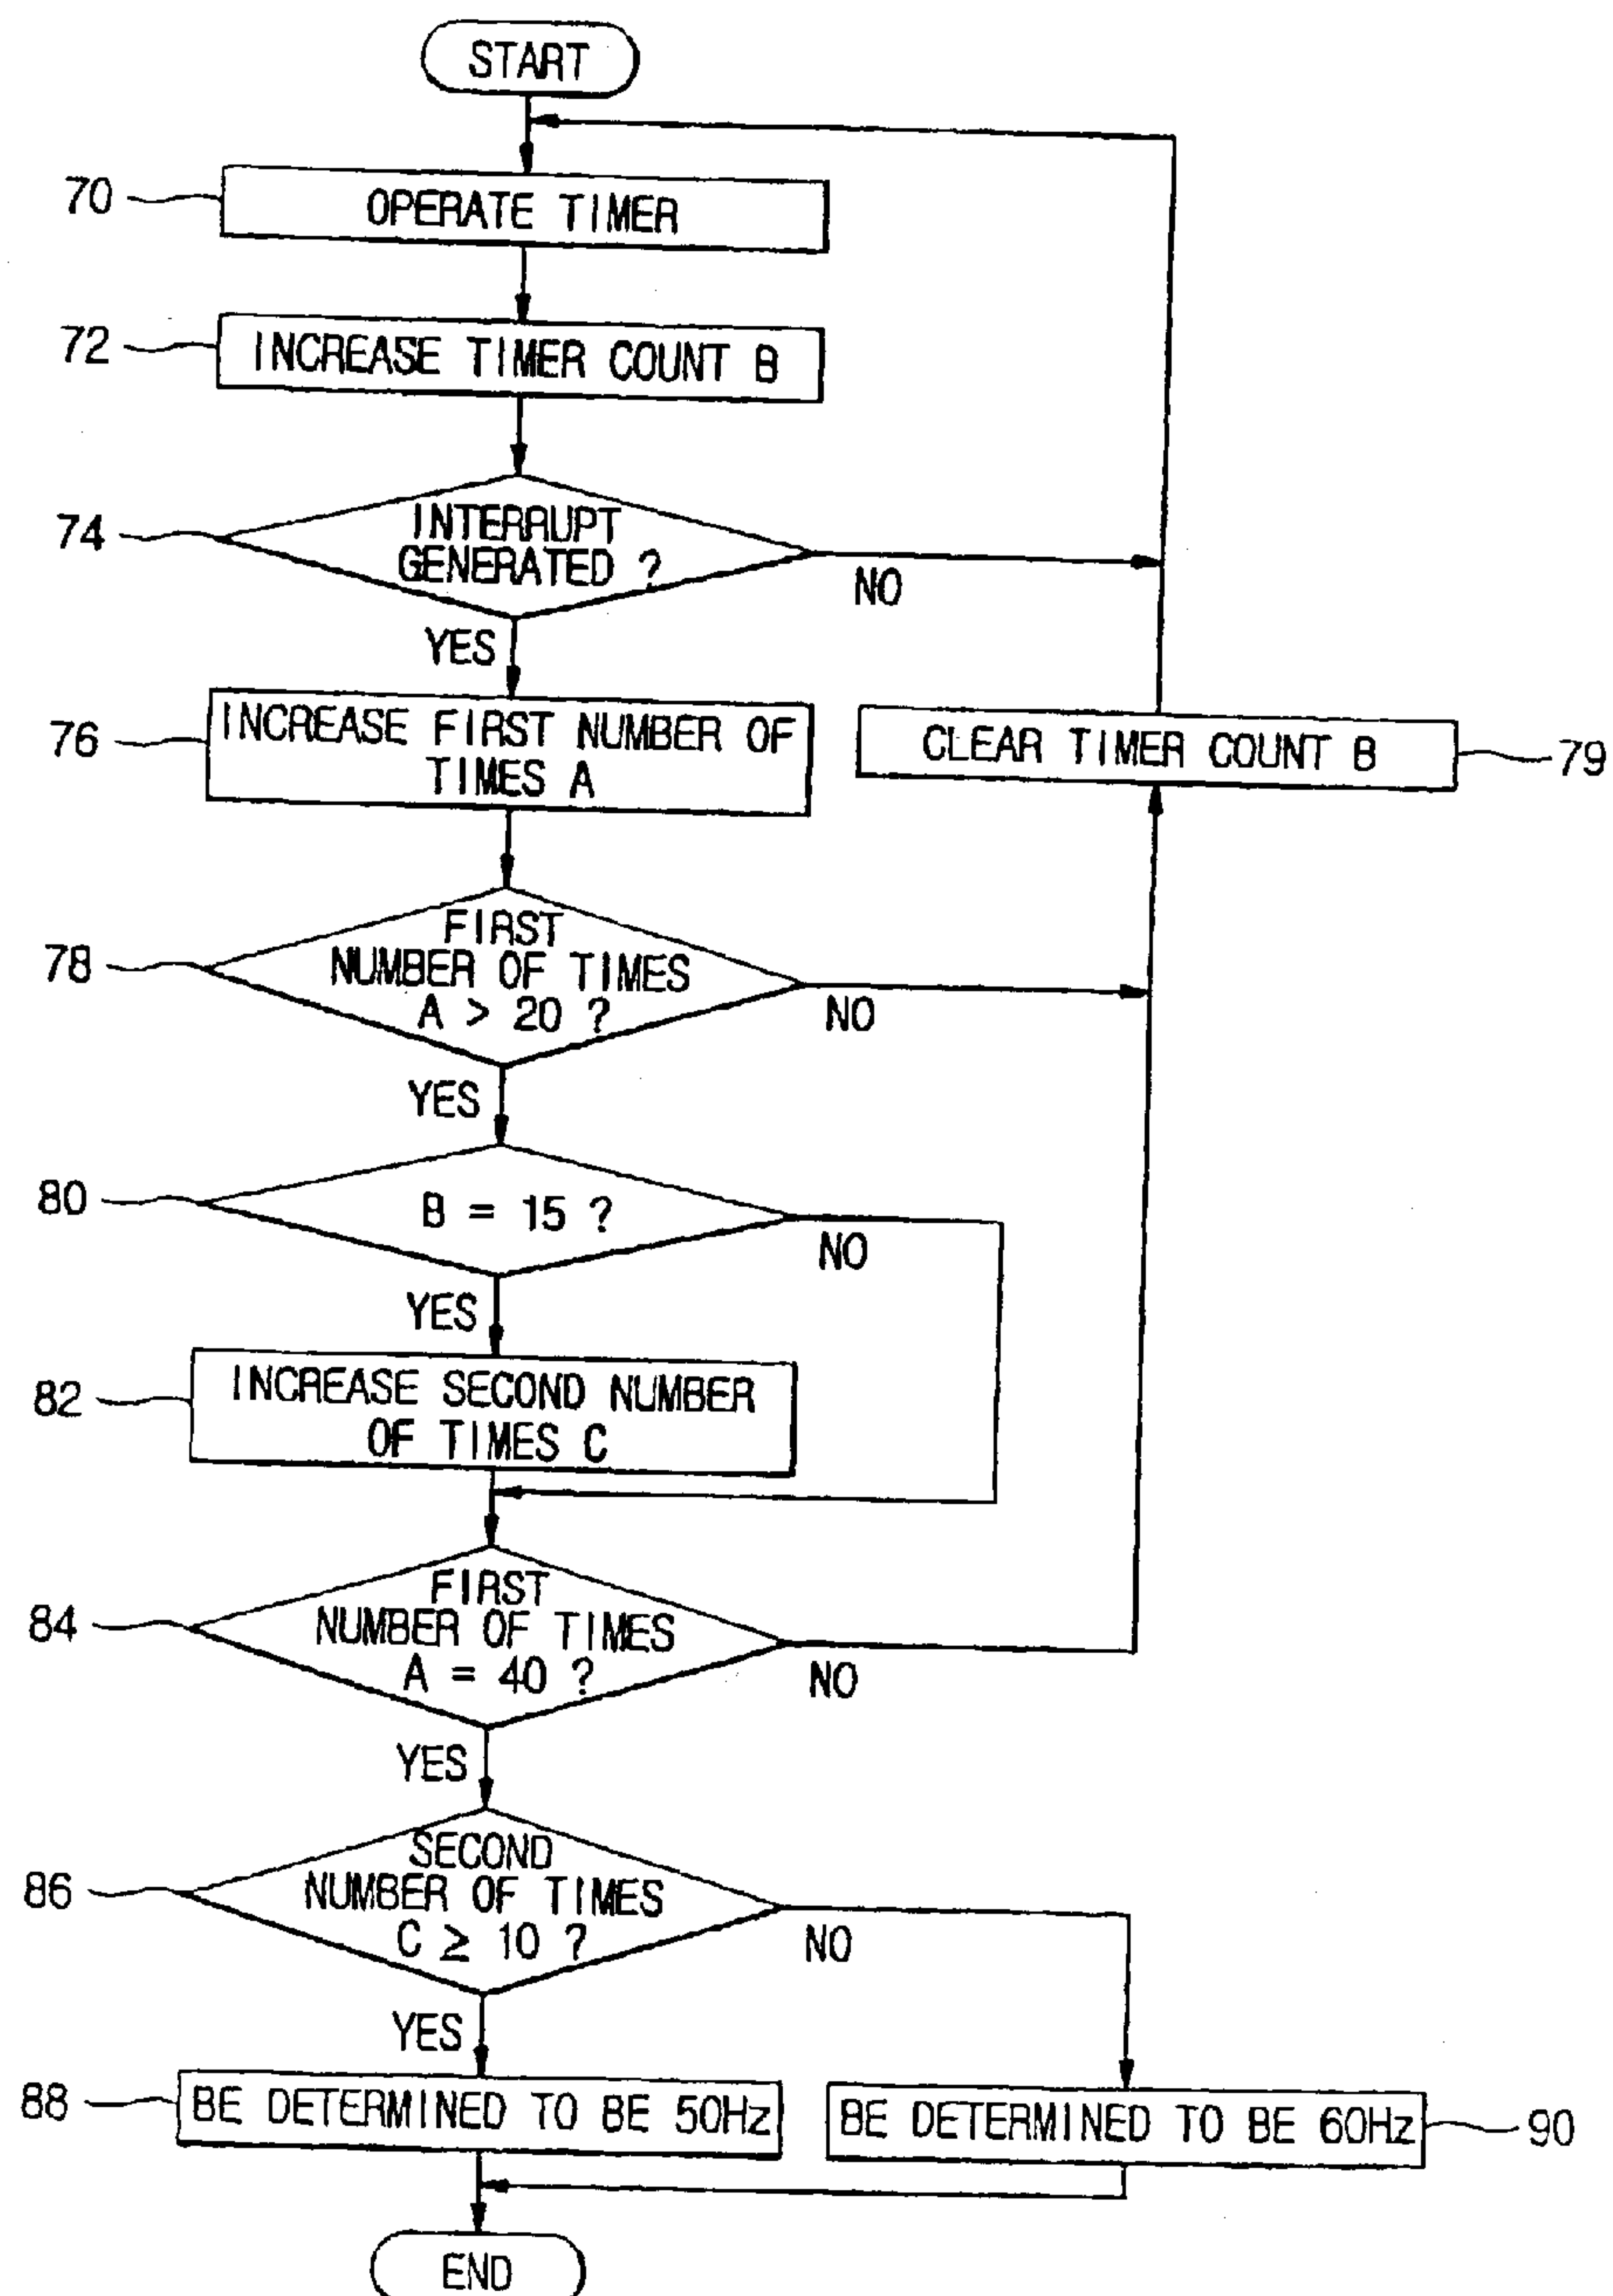 START
70
OPERATE TIMER
72
INCREASE TIMER COUNT B
74
INTERRUPT
GENERATED ?
NO
YES
76
INCREASE FIRST NUMBER OF
TIMES A
CLEAR TIMER COUNT B
79
78
FIRST
NUMBER OF TIMES
A > 20 ?
NO
YES
80
B = 15 ?
NO
YES
82
INCREASE SECOND NUMBER
OF TIMES C
84
FIRST
NUMBER OF TIMES
A = 40 ?
NO
YES
86
SECOND
NUMBER OF TIMES
C ≥ 10 ?
NO
YES
88
BE DETERMINED TO BE 50Hz
BE DETERMINED TO BE 60Hz
90
END